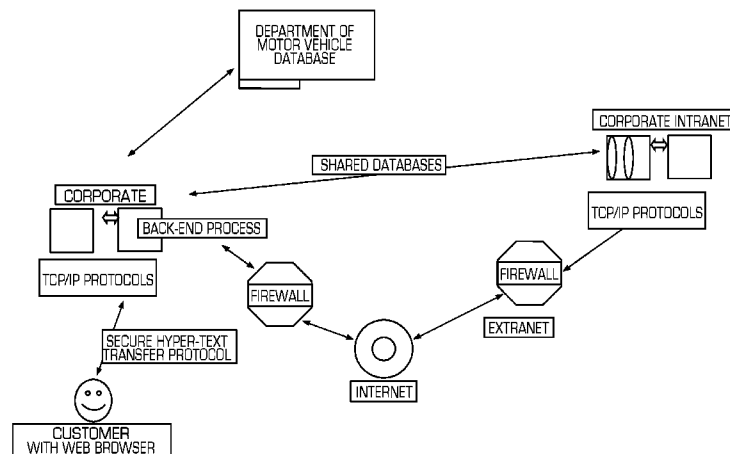 DEPARTMENT OF
MOTOR VEHICLE
DATABASE
CORPORATE INTRANET
SHARED DATABASES
CORPORATE
BACK-END PROCESS
TCP/IP PROTOCOLS
TCP/IP PROTOCOLS
FIREWALL
FIREWALL
EXTRANET
SECURE HYPER-TEXT
TRANSFER PROTOCOL
INTERNET
CUSTOMER
WITH WEB BROWSER